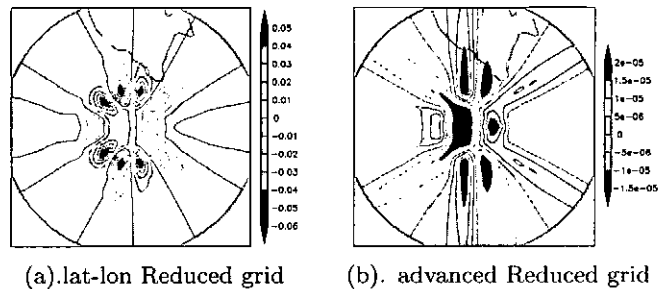 0.05
0.04
0.03
0.02
0.01
0
-0.01
-0.02
-0.03
-0.04
-0.05
-0.06
2e-05
1.5e-05
1e-05
5e-06
0
-5e-06
-1e-05
-1.5e-05
(a).lat-lon Reduced grid
(b). advanced Reduced grid